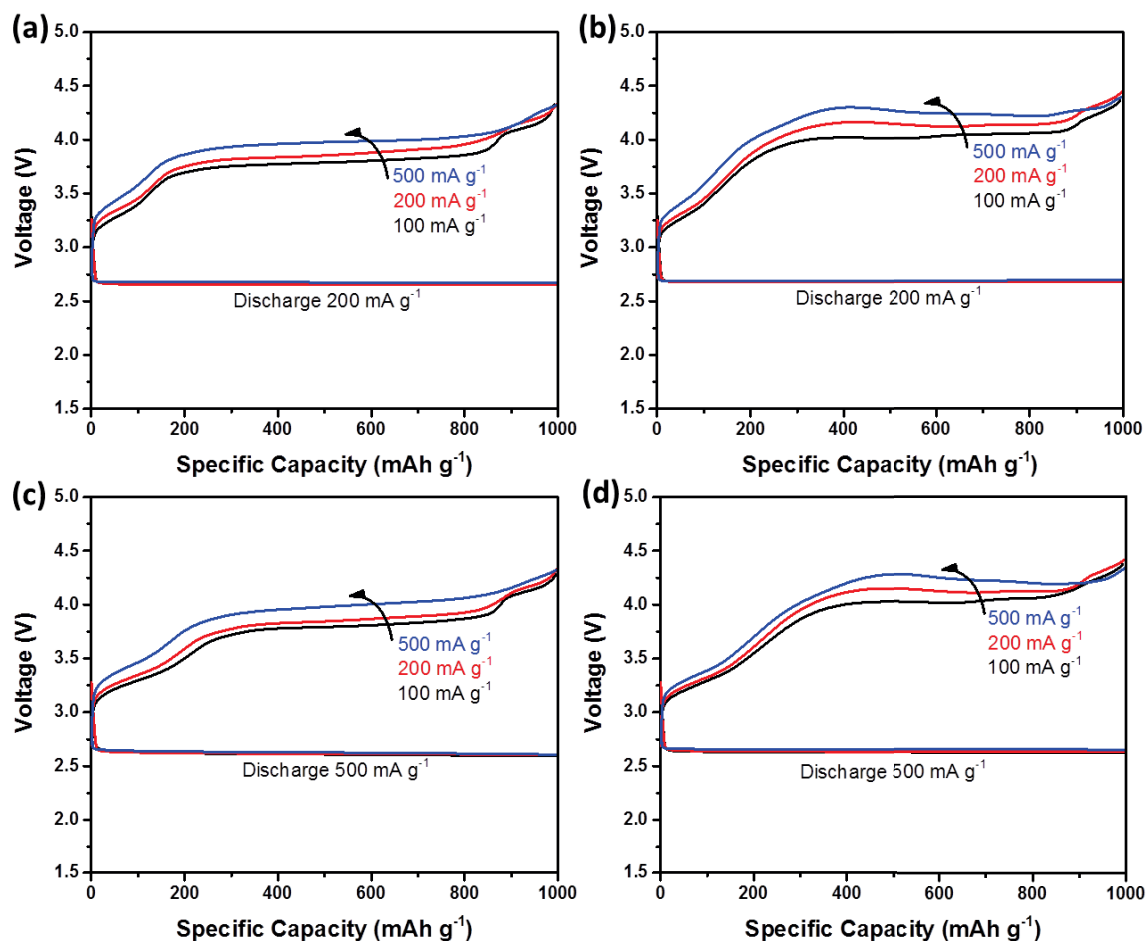 (a)
5.0
4.5
4.0
3.5
3.0
2.5
2.0
1.5
Voltage (V)
500 mA g⁻¹
200 mA g⁻¹
100 mA g⁻¹
Discharge 200 mA g⁻¹
0 200 400 600 800 1000
Specific Capacity (mAh g⁻¹)
(b)
5.0
4.5
4.0
3.5
3.0
2.5
2.0
1.5
Voltage (V)
500 mA g⁻¹
200 mA g⁻¹
100 mA g⁻¹
Discharge 200 mA g⁻¹
0 200 400 600 800 1000
Specific Capacity (mAh g⁻¹)
(c)
5.0
4.5
4.0
3.5
3.0
2.5
2.0
1.5
Voltage (V)
500 mA g⁻¹
200 mA g⁻¹
100 mA g⁻¹
Discharge 500 mA g⁻¹
0 200 400 600 800 1000
Specific Capacity (mAh g⁻¹)
(d)
5.0
4.5
4.0
3.5
3.0
2.5
2.0
1.5
Voltage (V)
500 mA g⁻¹
200 mA g⁻¹
100 mA g⁻¹
Discharge 500 mA g⁻¹
0 200 400 600 800 1000
Specific Capacity (mAh g⁻¹)